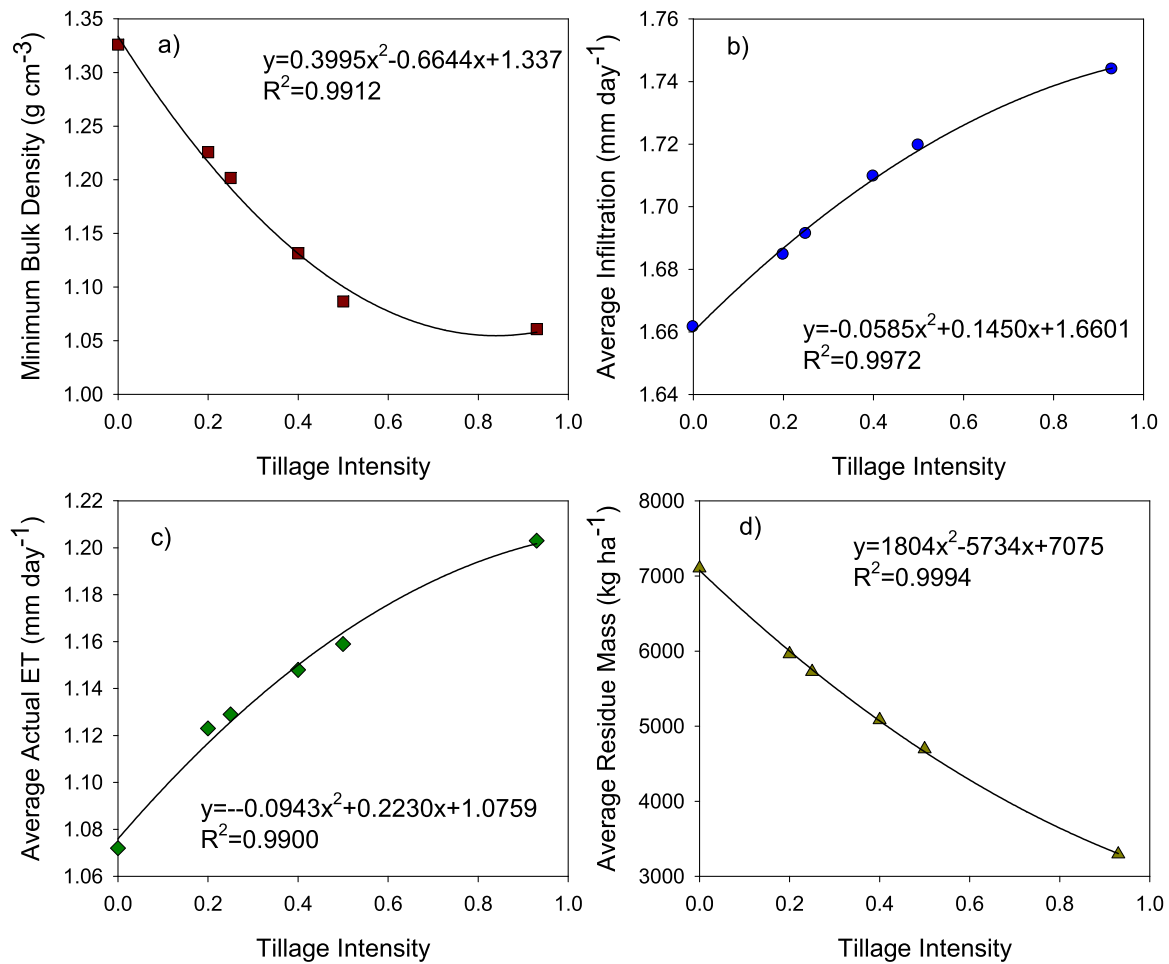 a)
y=0.3995x²-0.6644x+1.337
R²=0.9912
Minimum Bulk Density (g cm⁻³)
1.35
1.30
1.25
1.20
1.15
1.10
1.05
1.00
0.0 0.2 0.4 0.6 0.8 1.0
Tillage Intensity
b)
y=-0.0585x²+0.1450x+1.6601
R²=0.9972
Average Infiltration (mm day⁻¹)
1.76
1.74
1.72
1.70
1.68
1.66
1.64
0.0 0.2 0.4 0.6 0.8 1.0
Tillage Intensity
c)
y=--0.0943x²+0.2230x+1.0759
R²=0.9900
Average Actual ET (mm day⁻¹)
1.22
1.20
1.18
1.16
1.14
1.12
1.10
1.08
1.06
0.0 0.2 0.4 0.6 0.8 1.0
Tillage Intensity
d)
y=1804x²-5734x+7075
R²=0.9994
Average Residue Mass (kg ha⁻¹)
8000
7000
6000
5000
4000
3000
0.0 0.2 0.4 0.6 0.8 1.0
Tillage Intensity